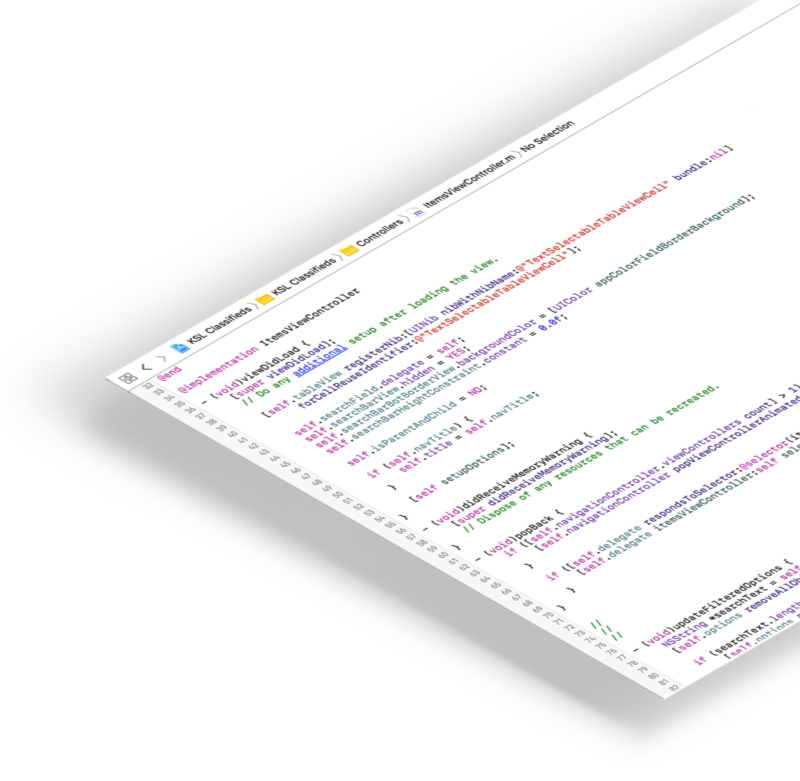 KSL Classifieds 〉 KSL Classifieds 〉 Controllers 〉 m ItemsViewController.m 〉 No Selection
32 @end
33
34 @implementation ItemsViewController
35
36 - (void)viewDidLoad {
37 [super viewDidLoad];
38 // Do any additional setup after loading the view.
39
40 [self.tableView registerNib:[UINib nibWithNibName:@"TextSelectableTableViewCell" bundle:nil]
41 forCellReuseIdentifier:@"TextSelectableTableViewCell"];
42
43 self.searchField.delegate = self;
44 self.searchBarView.hidden = YES;
45 self.searchBarBotBorderView.backgroundColor = [UIColor appColorFieldBorderBackground];
46 self.searchBarHeightConstraint.constant = 0.0f;
47
48 self.isParentAndChild = NO;
49
50 if (self.navTitle) {
51 self.title = self.navTitle;
52 }
53
54 [self setupOptions];
55 }
56
57 - (void)didReceiveMemoryWarning {
58 [super didReceiveMemoryWarning];
59 // Dispose of any resources that can be recreated.
60 }
61
62 - (void)popBack {
63 if ([self.navigationController.viewControllers count] > 1)
64 [self.navigationController popViewControllerAnimated
65 }
66
67 if ([self.delegate respondsToSelector:@selector(it
68 [self.delegate itemsViewController:self sele
69 }
70 }
71
72 //
73 //
74 //
75
76 - (void)updateFilteredOptions {
77 NSString *searchText = self
78 [self.options removeAllOb
79
80 if (searchText.length
81 [self.options
82